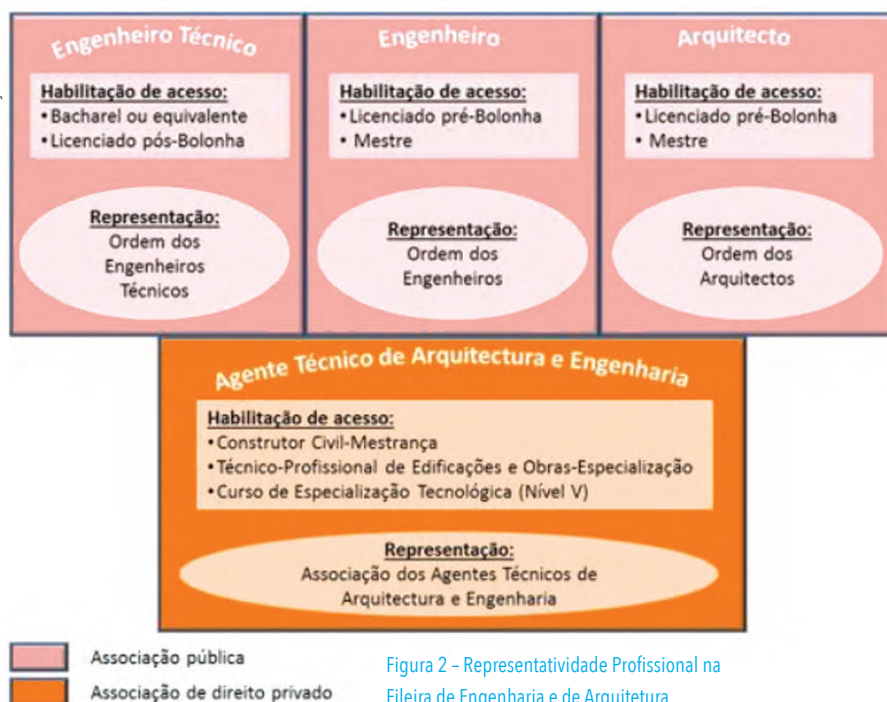 Engenheiro Técnico
Habilitação de acesso:
•Bacharel ou equivalente
•Licenciado pós-Bolonha
Representação:
Ordem dos
Engenheiros
Técnicos
Engenheiro
Habilitação de acesso:
•Licenciado pré-Bolonha
• Mestre
Representação:
Ordem dos
Engenheiros
Arquitecto
Habilitação de acesso:
•Licenciado pré-Bolonha
• Mestre
Representação:
Ordem dos
Arquitectos
Agente Técnico de Arquitectura e Engenharia
Habilitação de acesso:
•Construtor Civil-Mestrança
•Técnico-Profissional de Edificações e Obras-Especialização
•Curso de Especialização Tecnológica (Nível V)
Representação:
Associação dos Agentes Técnicos de
Arquitectura e Engenharia
Associação pública
Associação de direito privado
Figura 2 – Representatividade Profissional na
Fileira de Engenharia e de Arquitetura